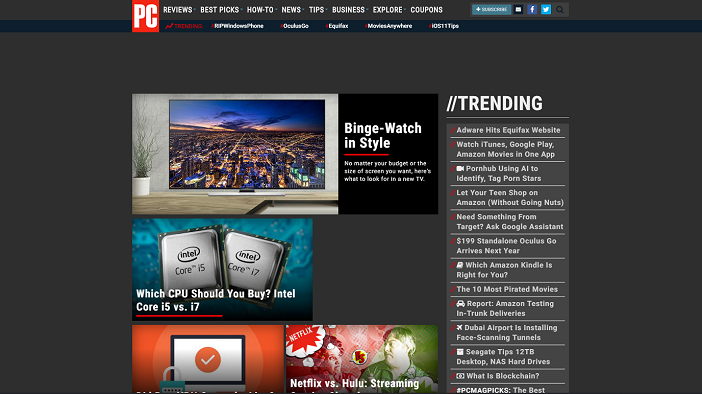 PC
REVIEWS BEST PICKS HOW-TO NEWS TIPS BUSINESS EXPLORE COUPONS
+ SUBSCRIBE
TRENDING #RIPWindowsPhone #OculusGo #Equifax #MoviesAnywhere #iOS11Tips
Binge-Watch
in Style
No matter your budget or the
size of screen you want, here's
what to look for in a new TV.
intel
Core i5
intel
Core i7
Which CPU Should You Buy? Intel
Core i5 vs. i7
NETFLIX
VS
Netflix vs. Hulu: Streaming
//TRENDING
Adware Hits Equifax Website
Watch iTunes, Google Play,
Amazon Movies in One App
Pornhub Using AI to
Identify, Tag Porn Stars
Let Your Teen Shop on
Amazon (Without Going Nuts)
Need Something From
Target? Ask Google Assistant
$199 Standalone Oculus Go
Arrives Next Year
Which Amazon Kindle Is
Right for You?
The 10 Most Pirated Movies
Report: Amazon Testing
In-Trunk Deliveries
Dubai Airport Is Installing
Face-Scanning Tunnels
Seagate Tips 12TB
Desktop, NAS Hard Drives
What Is Blockchain?
#PCMAGPICKS: The Best